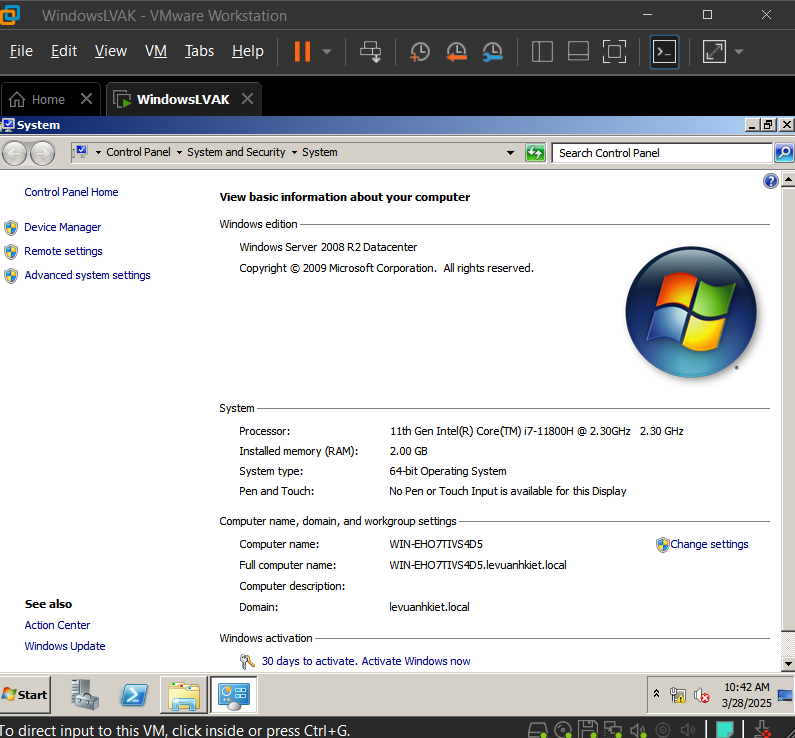 WindowsLVAK - VMware Workstation
File Edit View VM Tabs Help
Home WindowsLVAK
System
Control Panel System and Security System Search Control Panel
Control Panel Home
Device Manager
Remote settings
Advanced system settings
View basic information about your computer
Windows edition
Windows Server 2008 R2 Datacenter
Copyright © 2009 Microsoft Corporation. All rights reserved.
System
Processor: 11th Gen Intel(R) Core(TM) i7-11800H @ 2.30GHz 2.30 GHz
Installed memory (RAM): 2.00 GB
System type: 64-bit Operating System
Pen and Touch: No Pen or Touch Input is available for this Display
Computer name, domain, and workgroup settings
Computer name: WIN-EHO7TIVS4D5 Change settings
Full computer name: WIN-EHO7TIVS4D5.levuanhkiet.local
Computer description:
Domain: levuanhkiet.local
Windows activation
30 days to activate. Activate Windows now
See also
Action Center
Windows Update
Start
10:42 AM
3/28/2025
To direct input to this VM, click inside or press Ctrl+G.